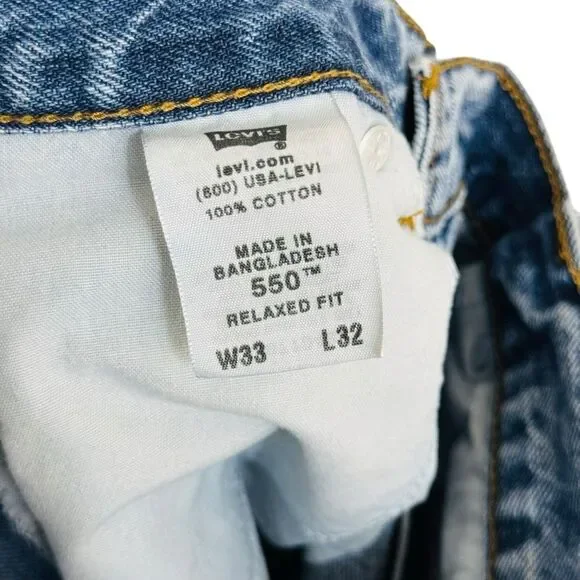 LEVI'S ®
levi.com
(800) USA-LEVI
100% COTTON
MADE IN
BANGLADESH
550™
RELAXED FIT
W33 L32